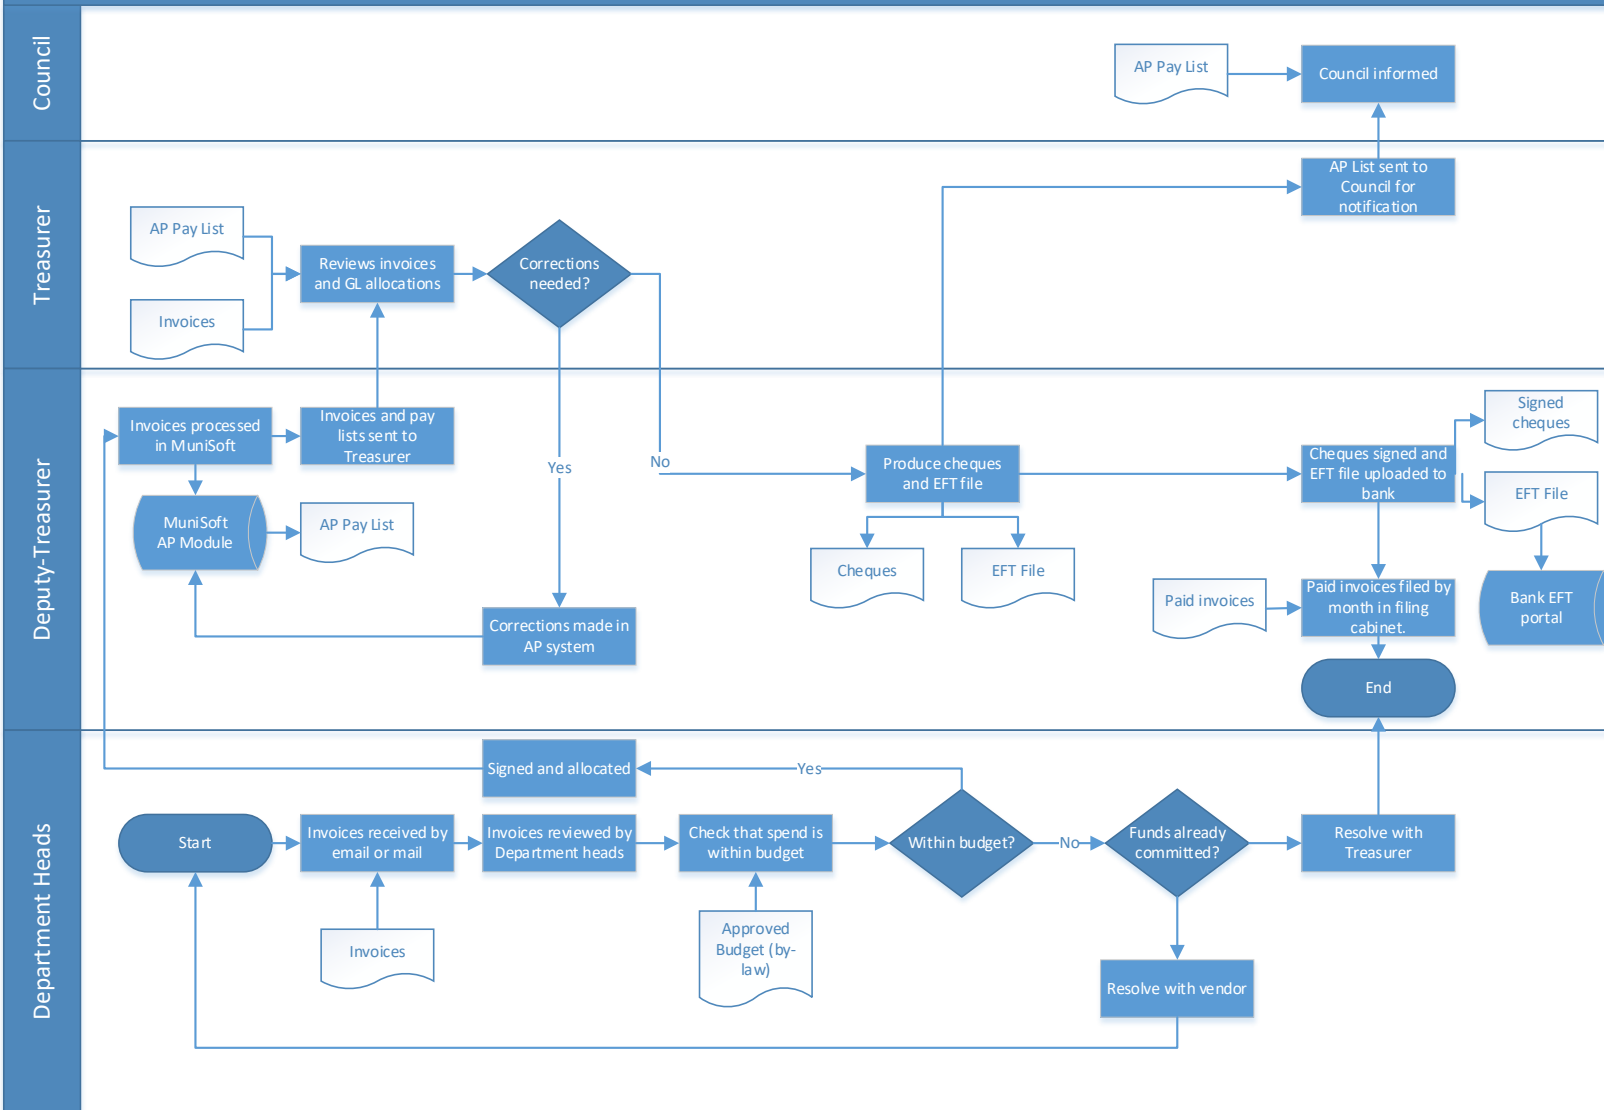 Council
AP Pay List
Council informed
Treasurer
AP List sent to
Council for
notification
AP Pay List
Invoices
Reviews invoices
and GL allocations
Corrections
needed?
Deputy-Treasurer
Invoices processed
in MuniSoft
Invoices and pay
lists sent to
Treasurer
MuniSoft
AP Module
AP Pay List
Yes
No
Corrections made in
AP system
Produce cheques
and EFT file
Cheques
EFT File
Cheques signed and
EFT file uploaded to
bank
Signed
cheques
EFT File
Bank EFT
portal
Paid invoices
Paid invoices filed by
month in filing
cabinet.
End
Department Heads
Signed and allocated
Yes
Start
Invoices received by
email or mail
Invoices reviewed by
Department heads
Check that spend is
within budget
Within budget?
No
Funds already
committed?
Resolve with
Treasurer
Invoices
Approved
Budget (by-
law)
Resolve with vendor